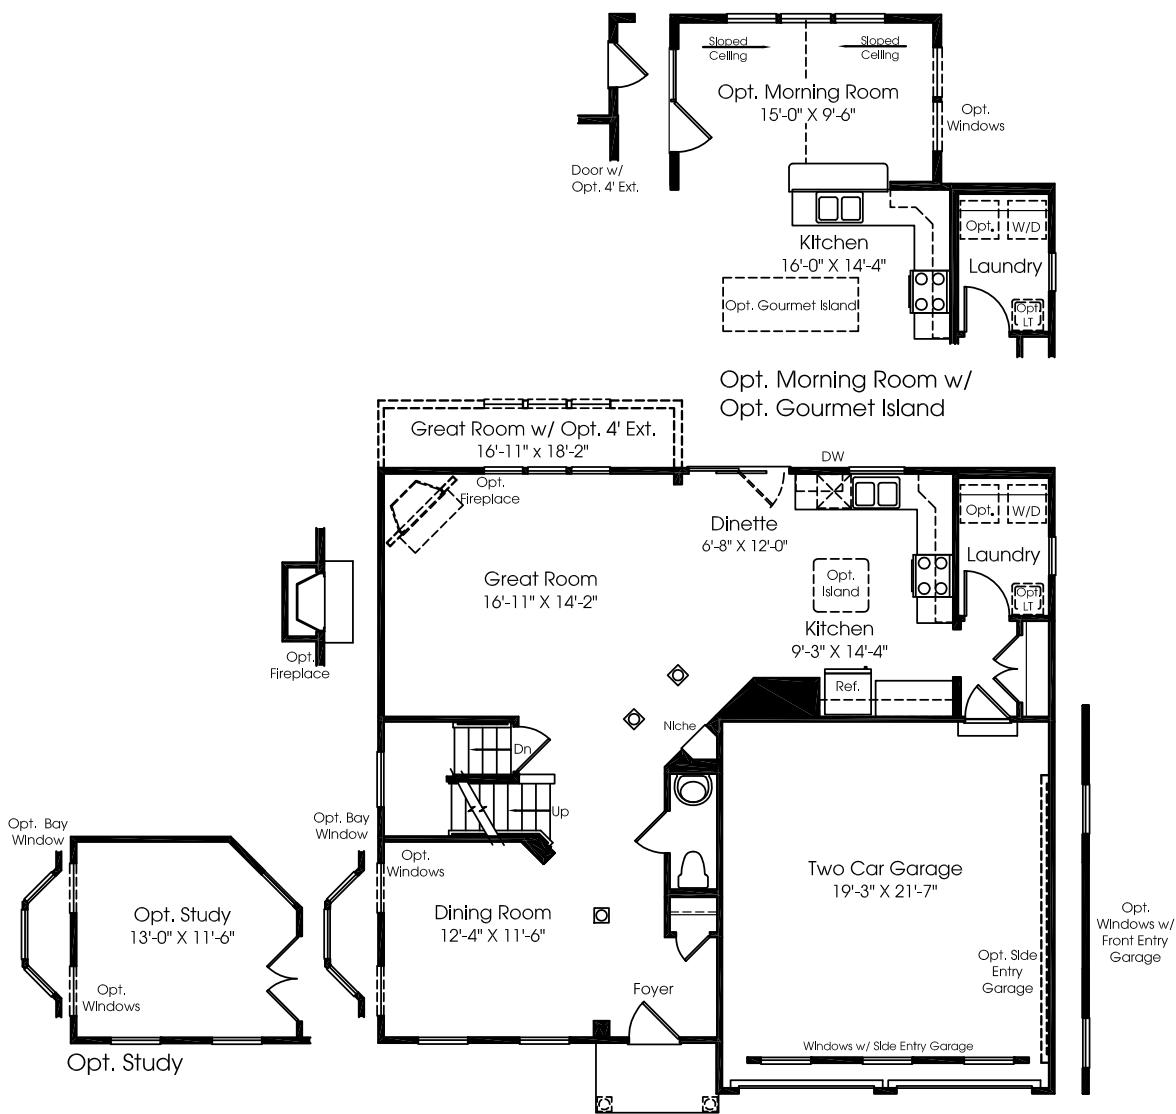 Sloped
Ceiling
Sloped
Ceiling
Opt. Morning Room
15'-0" X 9'-6"
Opt.
Windows
Door w/
Opt. 4' Ext.
Opt.
W/D
Kitchen
16'-0" X 14'-4"
Laundry
Opt. Gourmet Island
Opt.
LT
Opt. Morning Room w/
Opt. Gourmet Island
Great Room w/ Opt. 4' Ext.
16'-11" x 18'-2"
DW
Opt.
Fireplace
Opt.
W/D
Dinette
6'-8" X 12'-0"
Laundry
Great Room
16'-11" X 14'-2"
Opt.
Island
Opt.
LT
Kitchen
9'-3" X 14'-4"
Opt.
Fireplace
Ref.
Niche
Dn
Up
Opt. Bay
Window
Opt. Bay
Window
Opt.
Windows
Two Car Garage
19'-3" X 21'-7"
Opt. Study
13'-0" X 11'-6"
Dining Room
12'-4" X 11'-6"
Opt.
Windows w/
Front Entry
Garage
Opt. Side
Entry
Garage
Opt.
Windows
Foyer
Windows w/ Side Entry Garage
Opt. Study